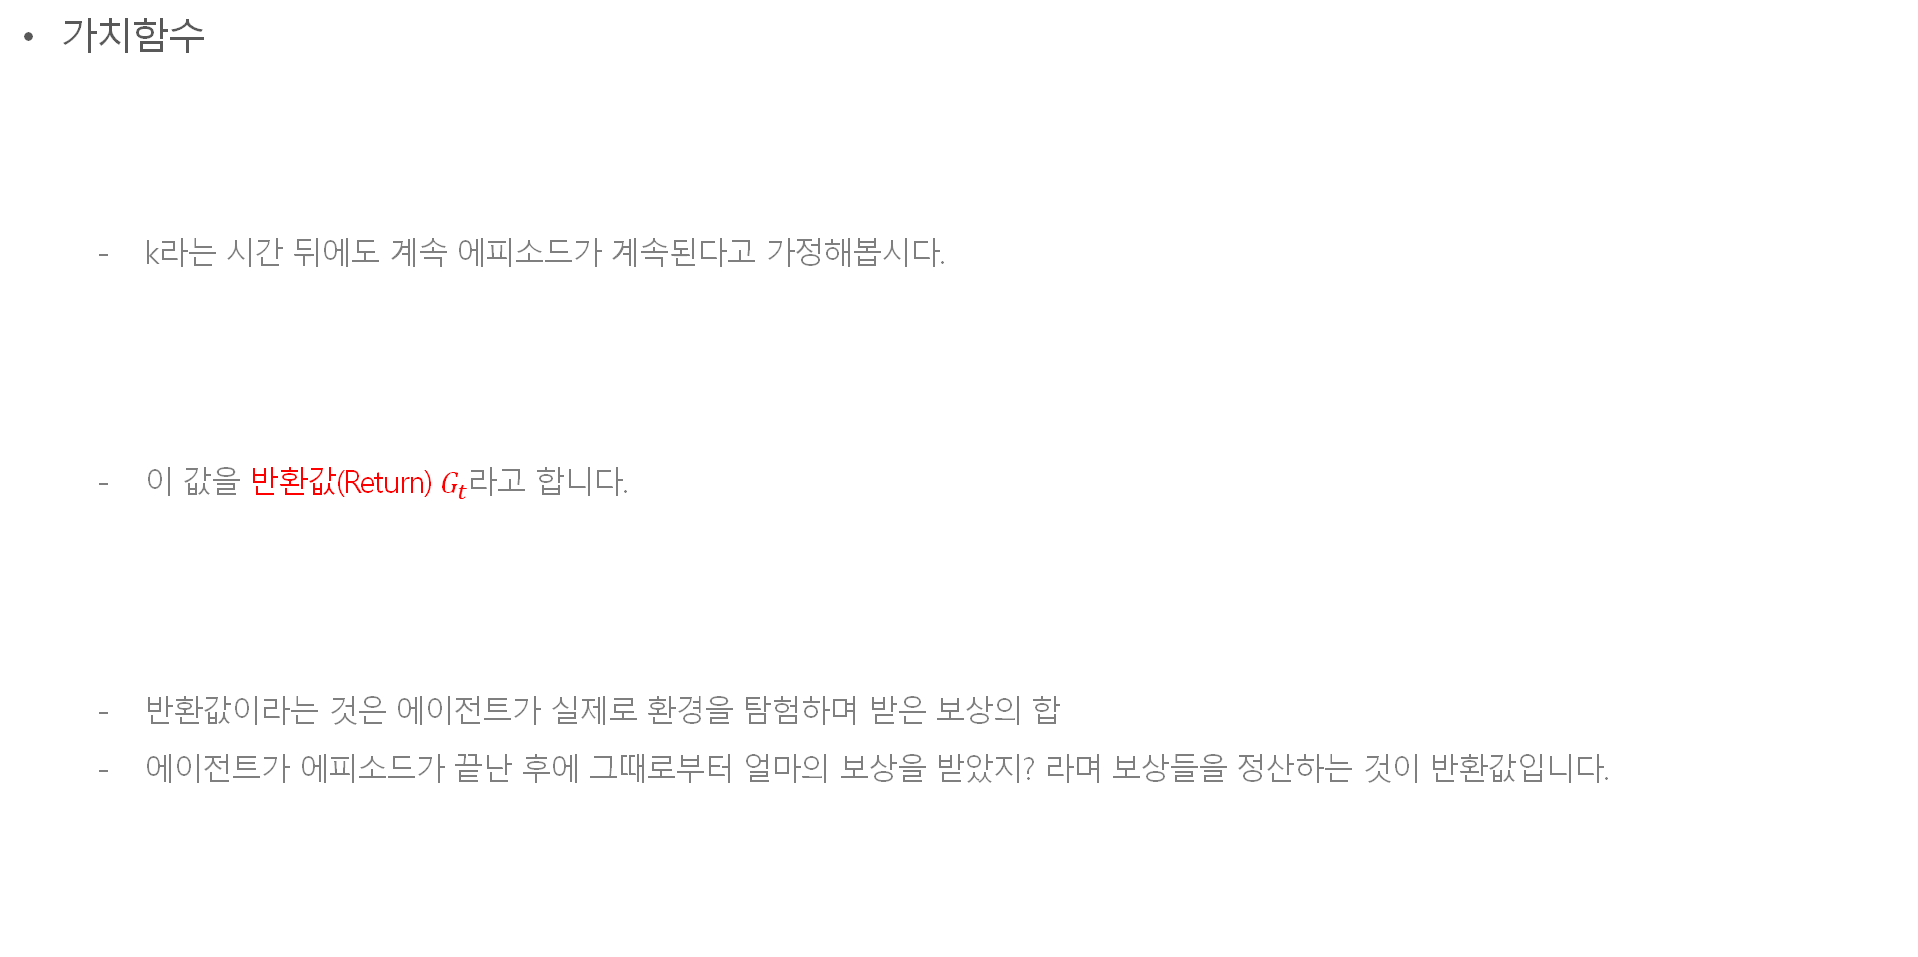 • 가치함수
- k라는 시간 뒤에도 계속 에피소드가 계속된다고 가정해봅시다.
- 이 값을 반환값(Return) G_t라고 합니다.
- 반환값이라는 것은 에이전트가 실제로 환경을 탐험하며 받은 보상의 합
- 에이전트가 에피소드가 끝난 후에 그때로부터 얼마의 보상을 받았지? 라며 보상들을 정산하는 것이 반환값입니다.